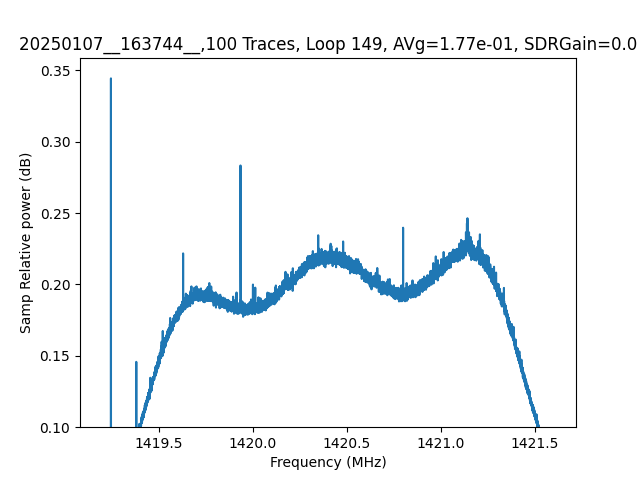 20250107__163744__,100 Traces, Loop 149, AVg=1.77e-01, SDRGain=0.0
0.35
0.30
0.25
0.20
0.15
0.10
Samp Relative power (dB)
1419.5 1420.0 1420.5 1421.0 1421.5
Frequency (MHz)